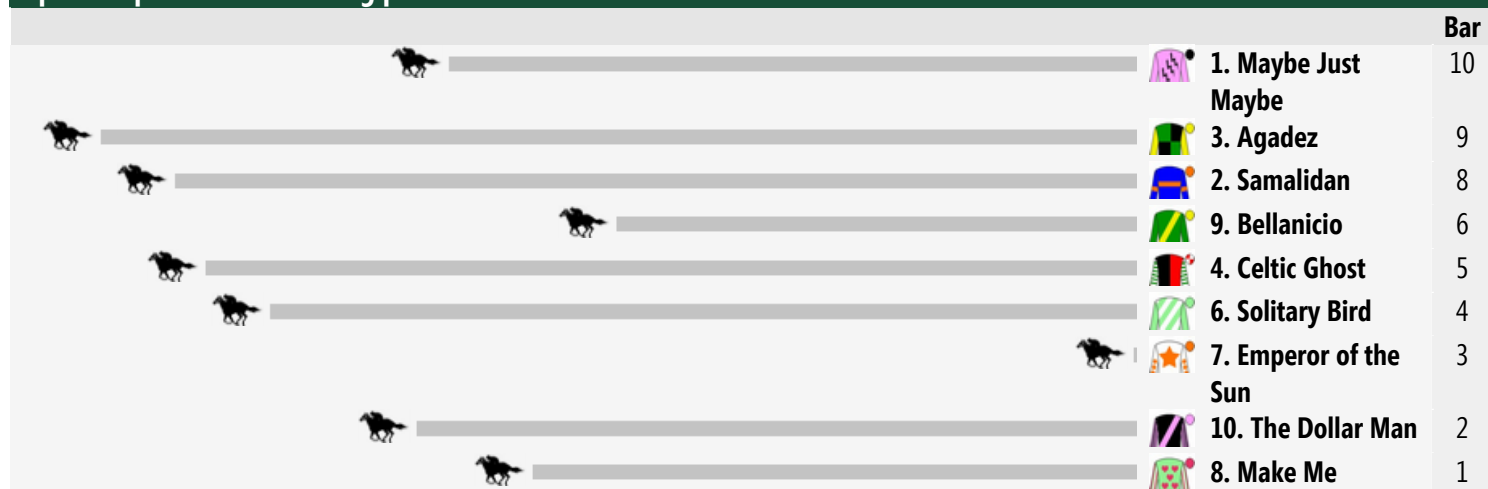 Bar
1. Maybe Just 10
Maybe
3. Agadez 9
2. Samalidan 8
9. Bellanicio 6
4. Celtic Ghost 5
6. Solitary Bird 4
7. Emperor of the 3
Sun
10. The Dollar Man 2
8. Make Me 1